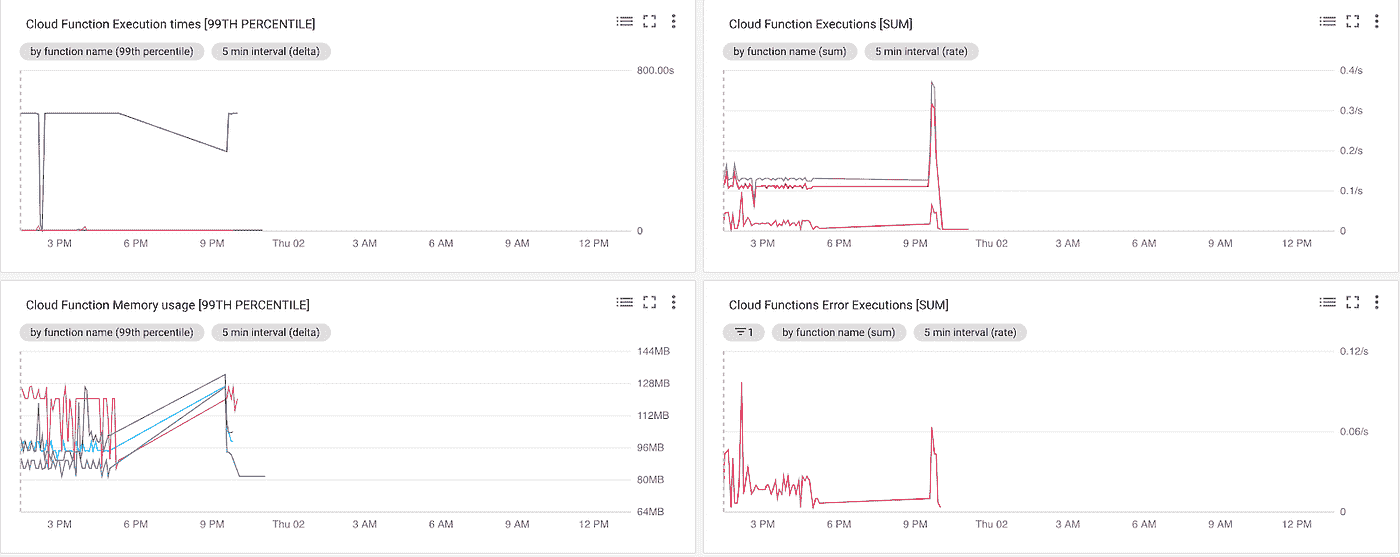 Cloud Function Execution times [99TH PERCENTILE]
by function name (99th percentile) 5 min interval (delta)
800.00s
0
3 PM 6 PM 9 PM Thu 02 3 AM 6 AM 9 AM 12 PM
Cloud Function Executions [SUM]
by function name (sum) 5 min interval (rate)
0.4/s
0.3/s
0.2/s
0.1/s
0
3 PM 6 PM 9 PM Thu 02 3 AM 6 AM 9 AM 12 PM
Cloud Function Memory usage [99TH PERCENTILE]
by function name (99th percentile) 5 min interval (delta)
144MB
128MB
112MB
96MB
80MB
64MB
3 PM 6 PM 9 PM Thu 02 3 AM 6 AM 9 AM 12 PM
Cloud Functions Error Executions [SUM]
1 by function name (sum) 5 min interval (rate)
0.12/s
0.06/s
0
3 PM 6 PM 9 PM Thu 02 3 AM 6 AM 9 AM 12 PM